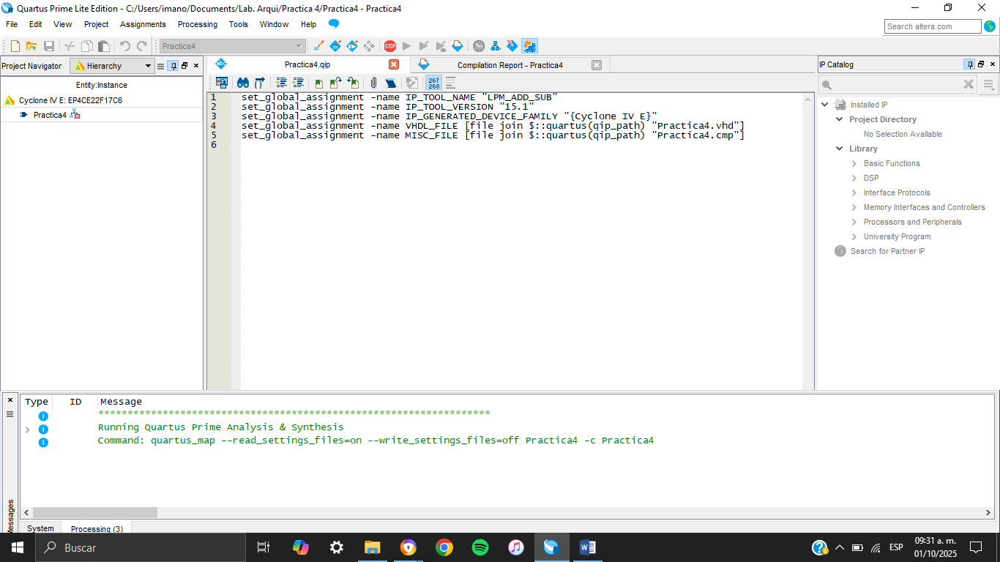 Quartus Prime Lite Edition - C:/Users/imano/Documents/Lab. Arqui/Practica 4/Practica4 - Practica4
File Edit View Project Assignments Processing Tools Window Help
Search altera.com
STOP
Practica4
Project Navigator
Hierarchy
Entity:Instance
Cyclone IV E: EP4CE22F17C6
Practica4
abc
Practica4.qip
Compilation Report - Practica4
267
268
1 set_global_assignment -name IP_TOOL_NAME "LPM_ADD_SUB"
2 set_global_assignment -name IP_TOOL_VERSION "15.1"
3 set_global_assignment -name IP_GENERATED_DEVICE_FAMILY "{Cyclone IV E}"
4 set_global_assignment -name VHDL_FILE [file join $::quartus(qip_path) "Practica4.vhd"]
5 set_global_assignment -name MISC_FILE [file join $::quartus(qip_path) "Practica4.cmp"]
6
IP Catalog
Installed IP
Project Directory
No Selection Available
Library
Basic Functions
DSP
Interface Protocols
Memory Interfaces and Controllers
Processors and Peripherals
University Program
Search for Partner IP
Type ID Message
*******************************************************************
Running Quartus Prime Analysis & Synthesis
Command: quartus_map --read_settings_files=on --write_settings_files=off Practica4 -c Practica4
Messages
System Processing (3)
Buscar
ESP
09:31 a. m.
01/10/2025